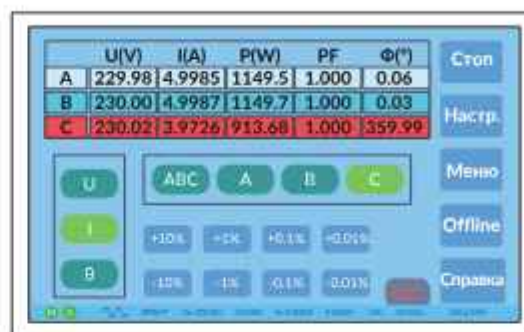 U(V) I(A) P(W) PF Φ(°)
A 229.98 4.9985 1149.5 1.000 0.06
B 230.00 4.9987 1149.7 1.000 0.03
C 230.02 3.9726 913.68 1.000 359.99
Стоп
Настр.
Меню
Offline
Справка
U
I
B
ABC A B C
+10% +1% +0.1% +0.01%
-10% -1% -0.1% -0.01%